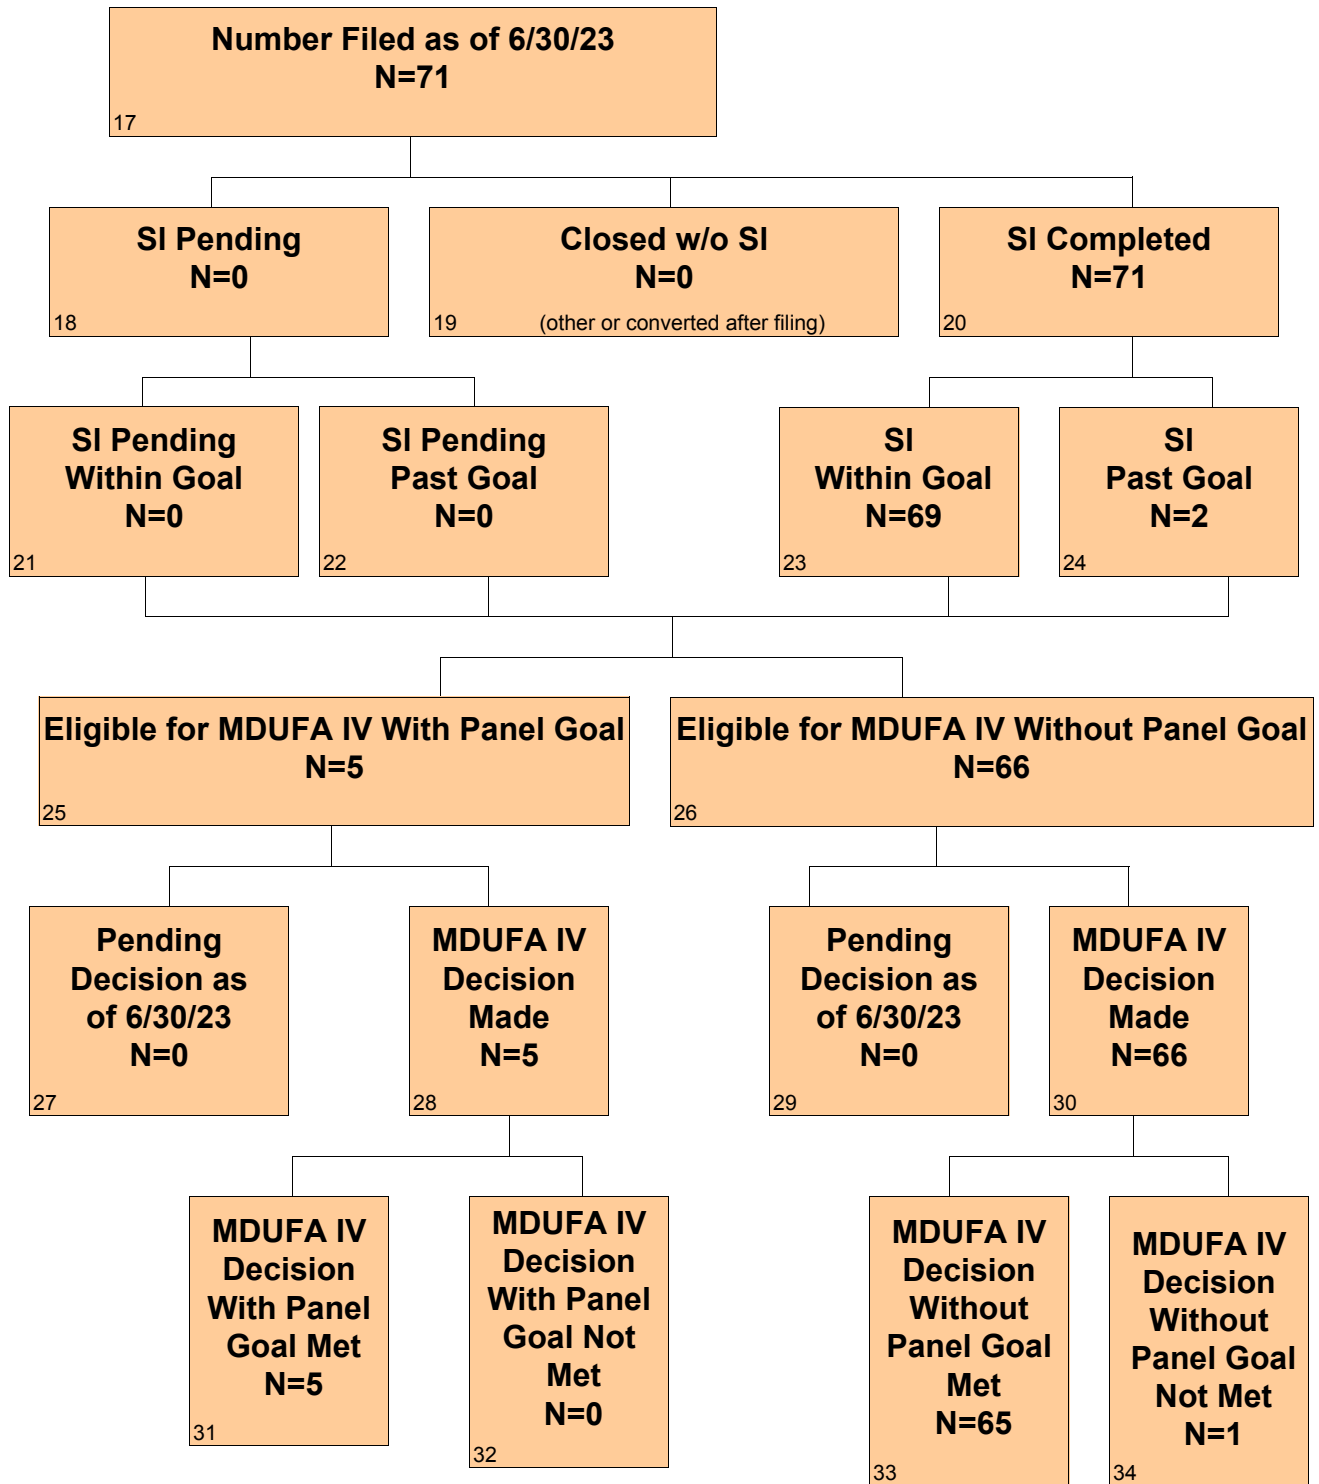 Number Filed as of 6/30/23
N=71
17
SI Pending
N=0
18
Closed w/o SI
N=0
19 (other or converted after filing)
SI Completed
N=71
20
SI Pending
Within Goal
N=0
21
SI Pending
Past Goal
N=0
22
SI
Within Goal
N=69
23
SI
Past Goal
N=2
24
Eligible for MDUFA IV With Panel Goal
N=5
25
Eligible for MDUFA IV Without Panel Goal
N=66
26
Pending
Decision as
of 6/30/23
N=0
27
MDUFA IV
Decision
Made
N=5
28
Pending
Decision as
of 6/30/23
N=0
29
MDUFA IV
Decision
Made
N=66
30
MDUFA IV
Decision
With Panel
Goal Met
N=5
31
MDUFA IV
Decision
With Panel
Goal Not
Met
N=0
32
MDUFA IV
Decision
Without
Panel Goal
Met
N=65
33
MDUFA IV
Decision
Without
Panel Goal
Not Met
N=1
34